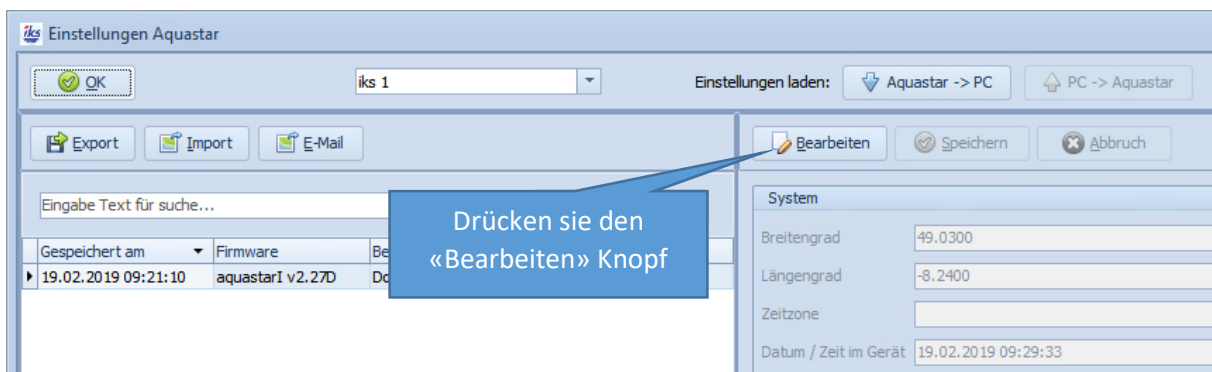 iks Einstellungen Aquastar
OK iks 1 Einstellungen laden: Aquastar -> PC PC -> Aquastar
Export Import E-Mail Bearbeiten Speichern Abbruch
Eingabe Text für suche...
Gespeichert am Firmware Be
19.02.2019 09:21:10 aquastarI v2.27D Do
Drücken sie den
«Bearbeiten» Knopf
System
Breitengrad 49.0300
Längengrad -8.2400
Zeitzone
Datum / Zeit im Gerät 19.02.2019 09:29:33